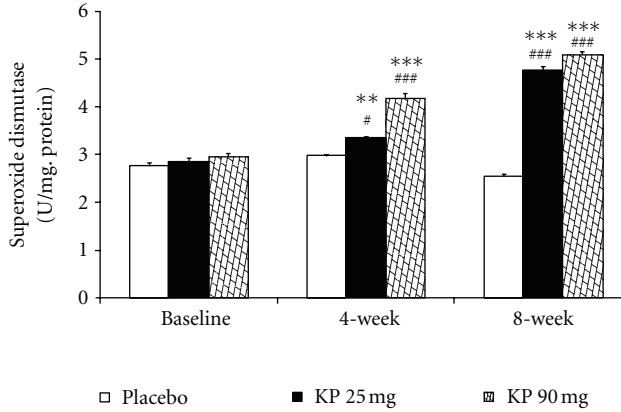 Superoxide dismutase
(U/mg. protein)
6
5
4
3
2
1
0
**
#
***
###
***
###
***
###
Baseline
4-week
8-week
Placebo
KP 25 mg
KP 90 mg